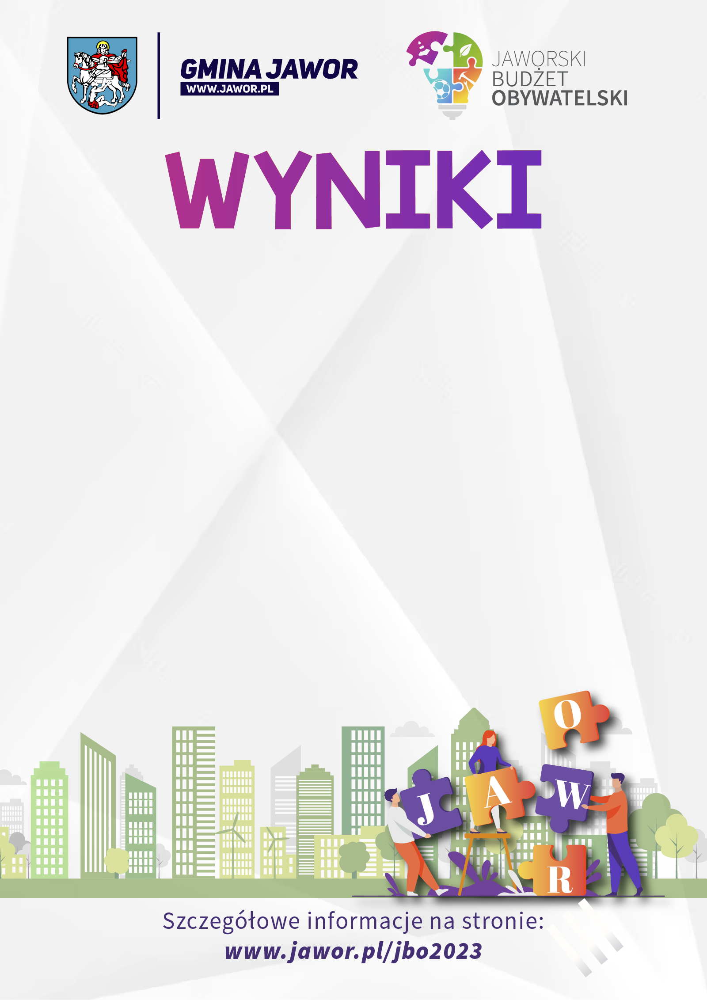 GMINA JAWOR
WWW.JAWOR.PL
JAWORSKI
BUDŻET
OBYWATELSKI
WYNIKI
O
J
A
W
R
Szczegółowe informacje na stronie:
www.jawor.pl/jbo2023